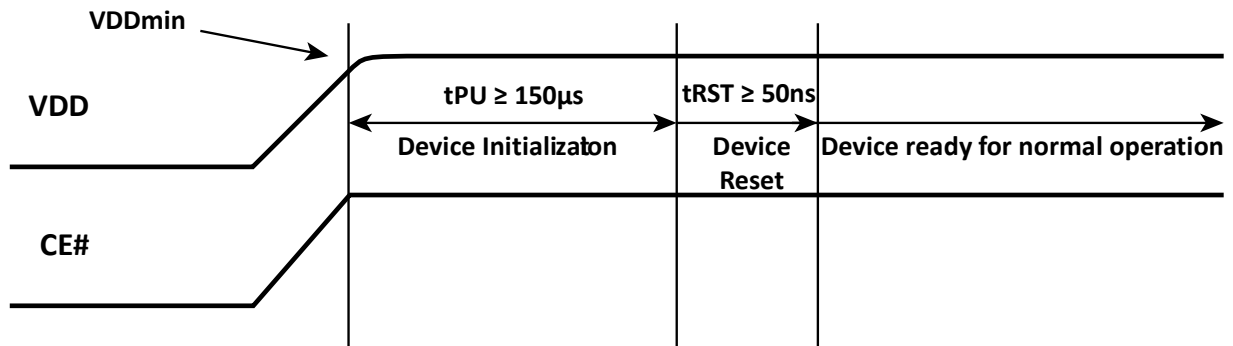 VDDmin
VDD
tPU ≥ 150µs
tRST ≥ 50ns
Device Initializaton
Device
Reset
Device ready for normal operation
CE#